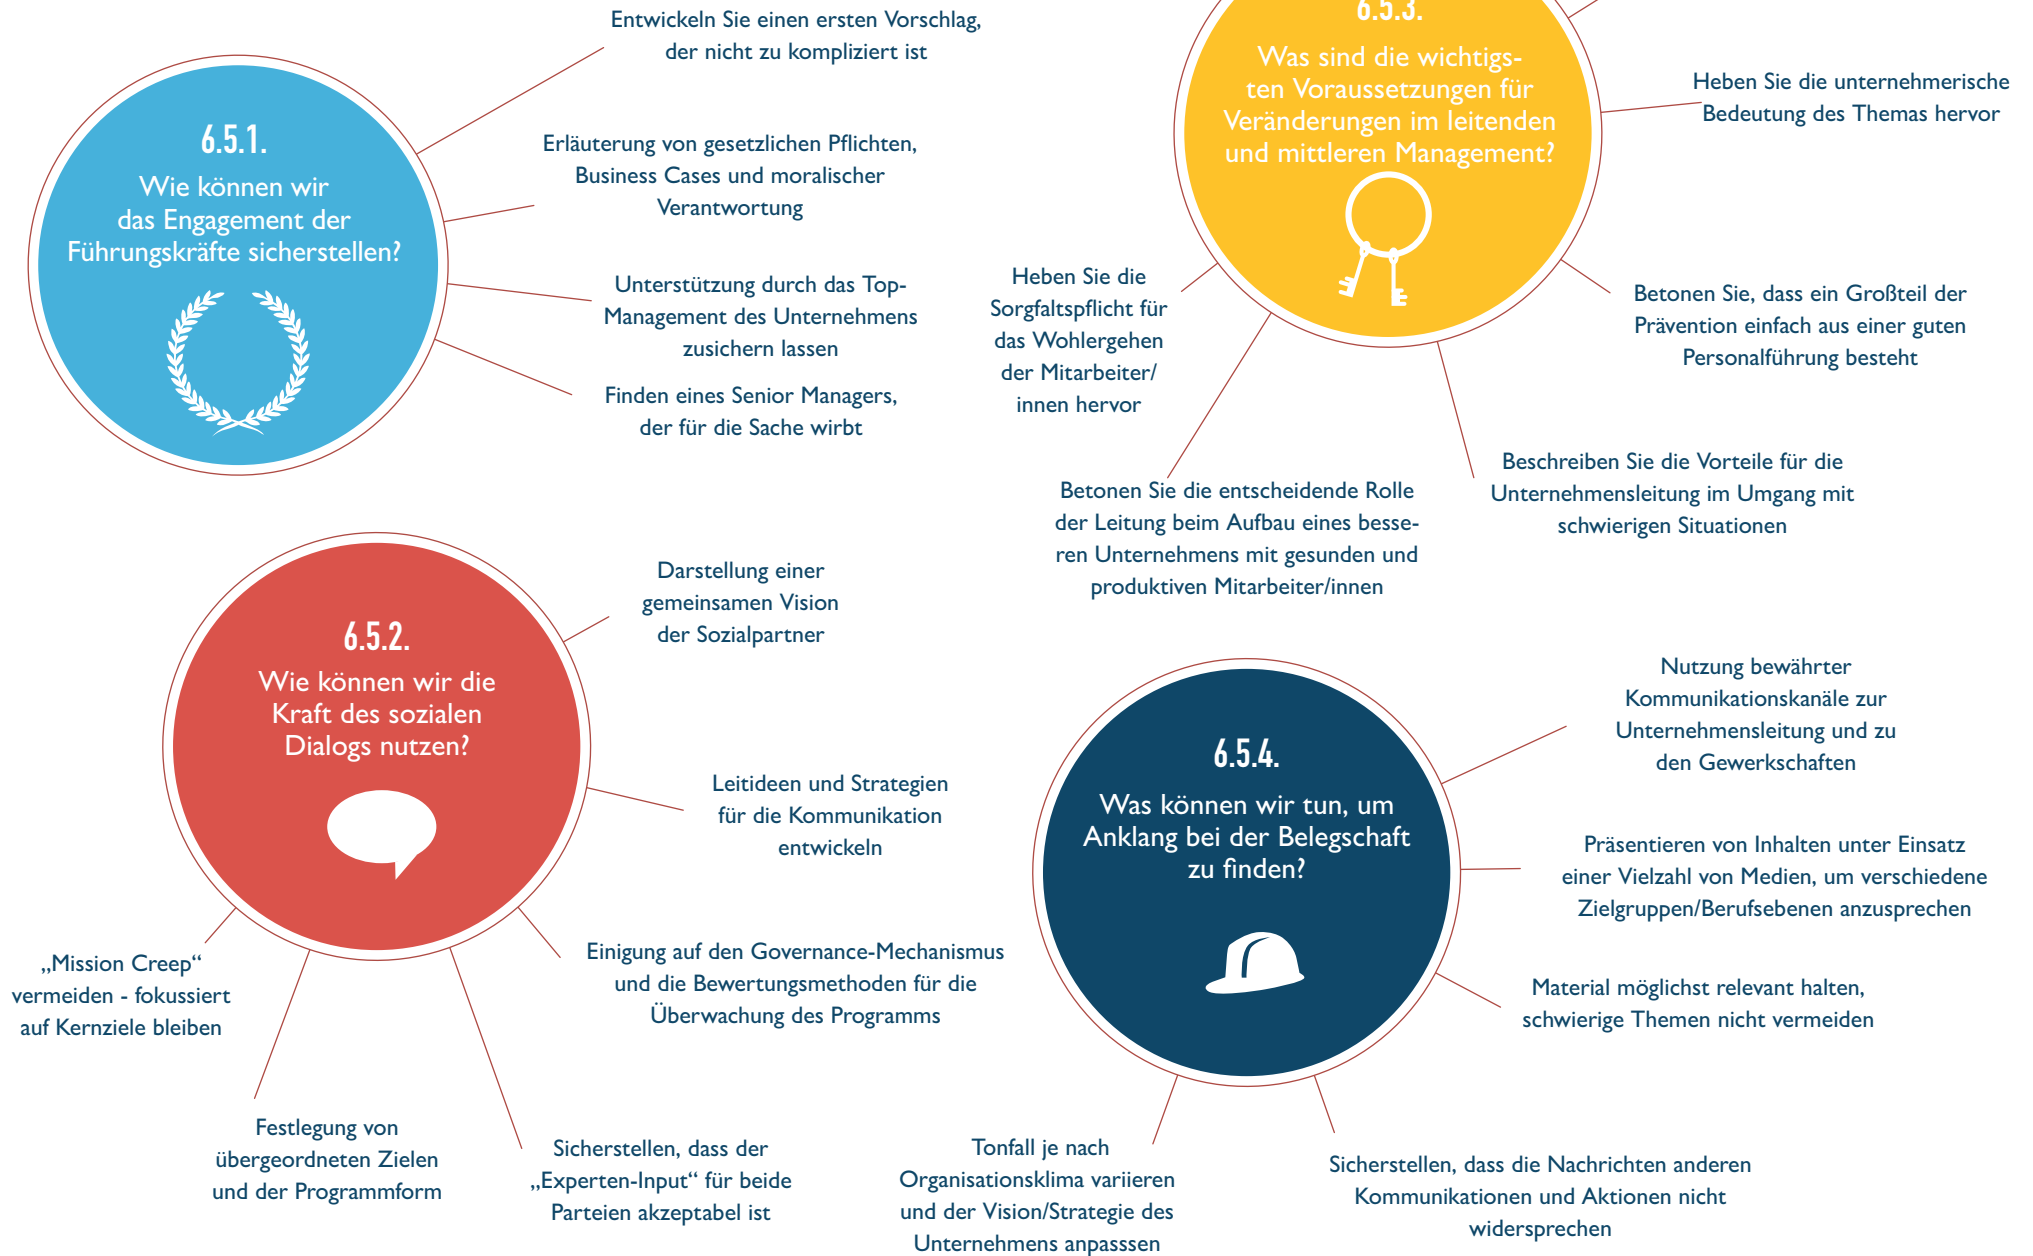 6.5.1.
Wie können wir
das Engagement der
Führungskräfte sicherstellen?
Entwickeln Sie einen ersten Vorschlag,
der nicht zu kompliziert ist
Erläuterung von gesetzlichen Pflichten,
Business Cases und moralischer
Verantwortung
Unterstützung durch das Top-
Management des Unternehmens
zusichern lassen
Finden eines Senior Managers,
der für die Sache wirbt
6.5.2.
Wie können wir die
Kraft des sozialen
Dialogs nutzen?
Darstellung einer
gemeinsamen Vision
der Sozialpartner
Leitideen und Strategien
für die Kommunikation
entwickeln
Einigung auf den Governance-Mechanismus
und die Bewertungsmethoden für die
Überwachung des Programms
Sicherstellen, dass der
„Experten-Input“ für beide
Parteien akzeptabel ist
Festlegung von
übergeordneten Zielen
und der Programmform
„Mission Creep“
vermeiden - fokussiert
auf Kernziele bleiben
6.5.3.
Was sind die wichtigs-
ten Voraussetzungen für
Veränderungen im leitenden
und mittleren Management?
Heben Sie die unternehmerische
Bedeutung des Themas hervor
Betonen Sie, dass ein Großteil der
Prävention einfach aus einer guten
Personalführung besteht
Beschreiben Sie die Vorteile für die
Unternehmensleitung im Umgang mit
schwierigen Situationen
Betonen Sie die entscheidende Rolle
der Leitung beim Aufbau eines besse-
ren Unternehmens mit gesunden und
produktiven Mitarbeiter/innen
Heben Sie die
Sorgfaltspflicht für
das Wohlergehen
der Mitarbeiter/
innen hervor
6.5.4.
Was können wir tun, um
Anklang bei der Belegschaft
zu finden?
Nutzung bewährter
Kommunikationskanäle zur
Unternehmensleitung und zu
den Gewerkschaften
Präsentieren von Inhalten unter Einsatz
einer Vielzahl von Medien, um verschiedene
Zielgruppen/Berufsebenen anzusprechen
Material möglichst relevant halten,
schwierige Themen nicht vermeiden
Sicherstellen, dass die Nachrichten anderen
Kommunikationen und Aktionen nicht
widersprechen
Tonfall je nach
Organisationsklima variieren
und der Vision/Strategie des
Unternehmens anpasssen